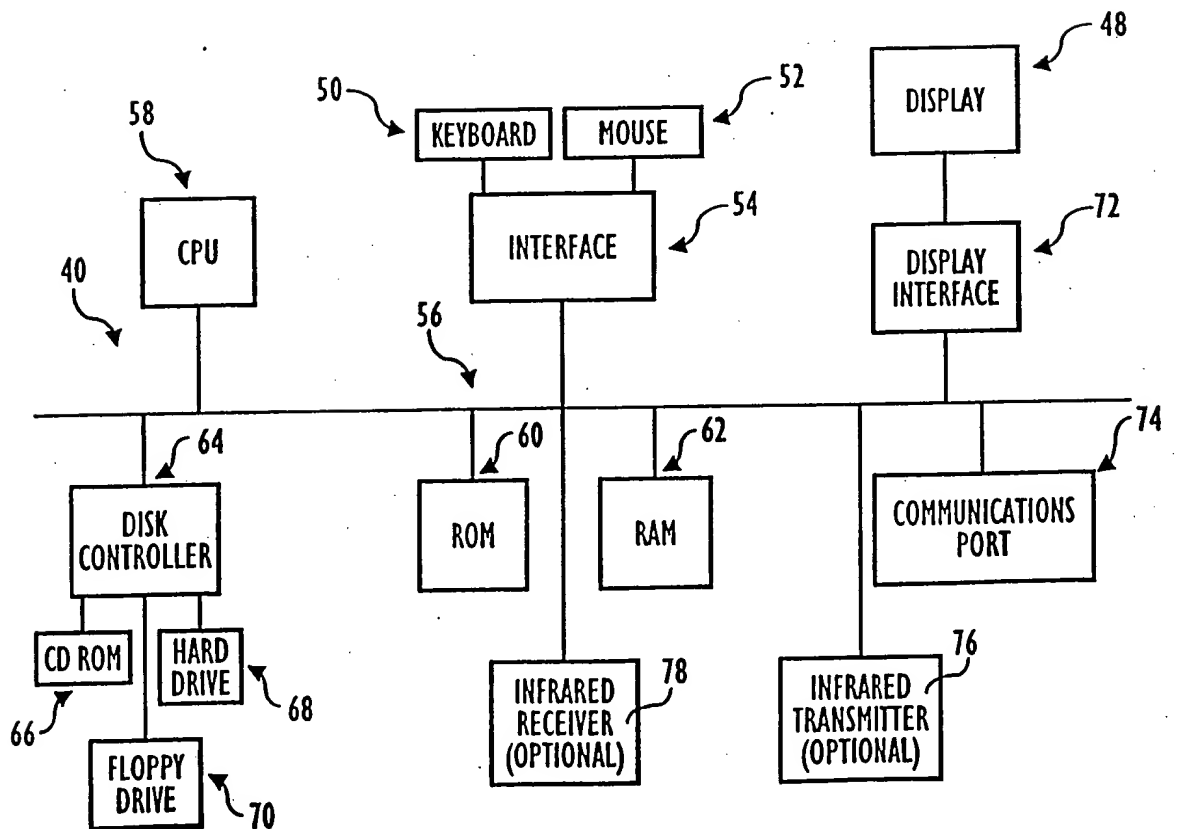 48
DISPLAY
50
52
KEYBOARD
MOUSE
58
CPU
INTERFACE
54
72
DISPLAY
INTERFACE
40
56
64
60
62
74
DISK
CONTROLLER
ROM
RAM
COMMUNICATIONS
PORT
CD ROM
HARD
DRIVE
66
68
FLOPPY
DRIVE
70
INFRARED
RECEIVER
(OPTIONAL)
78
INFRARED
TRANSMITTER
(OPTIONAL)
76